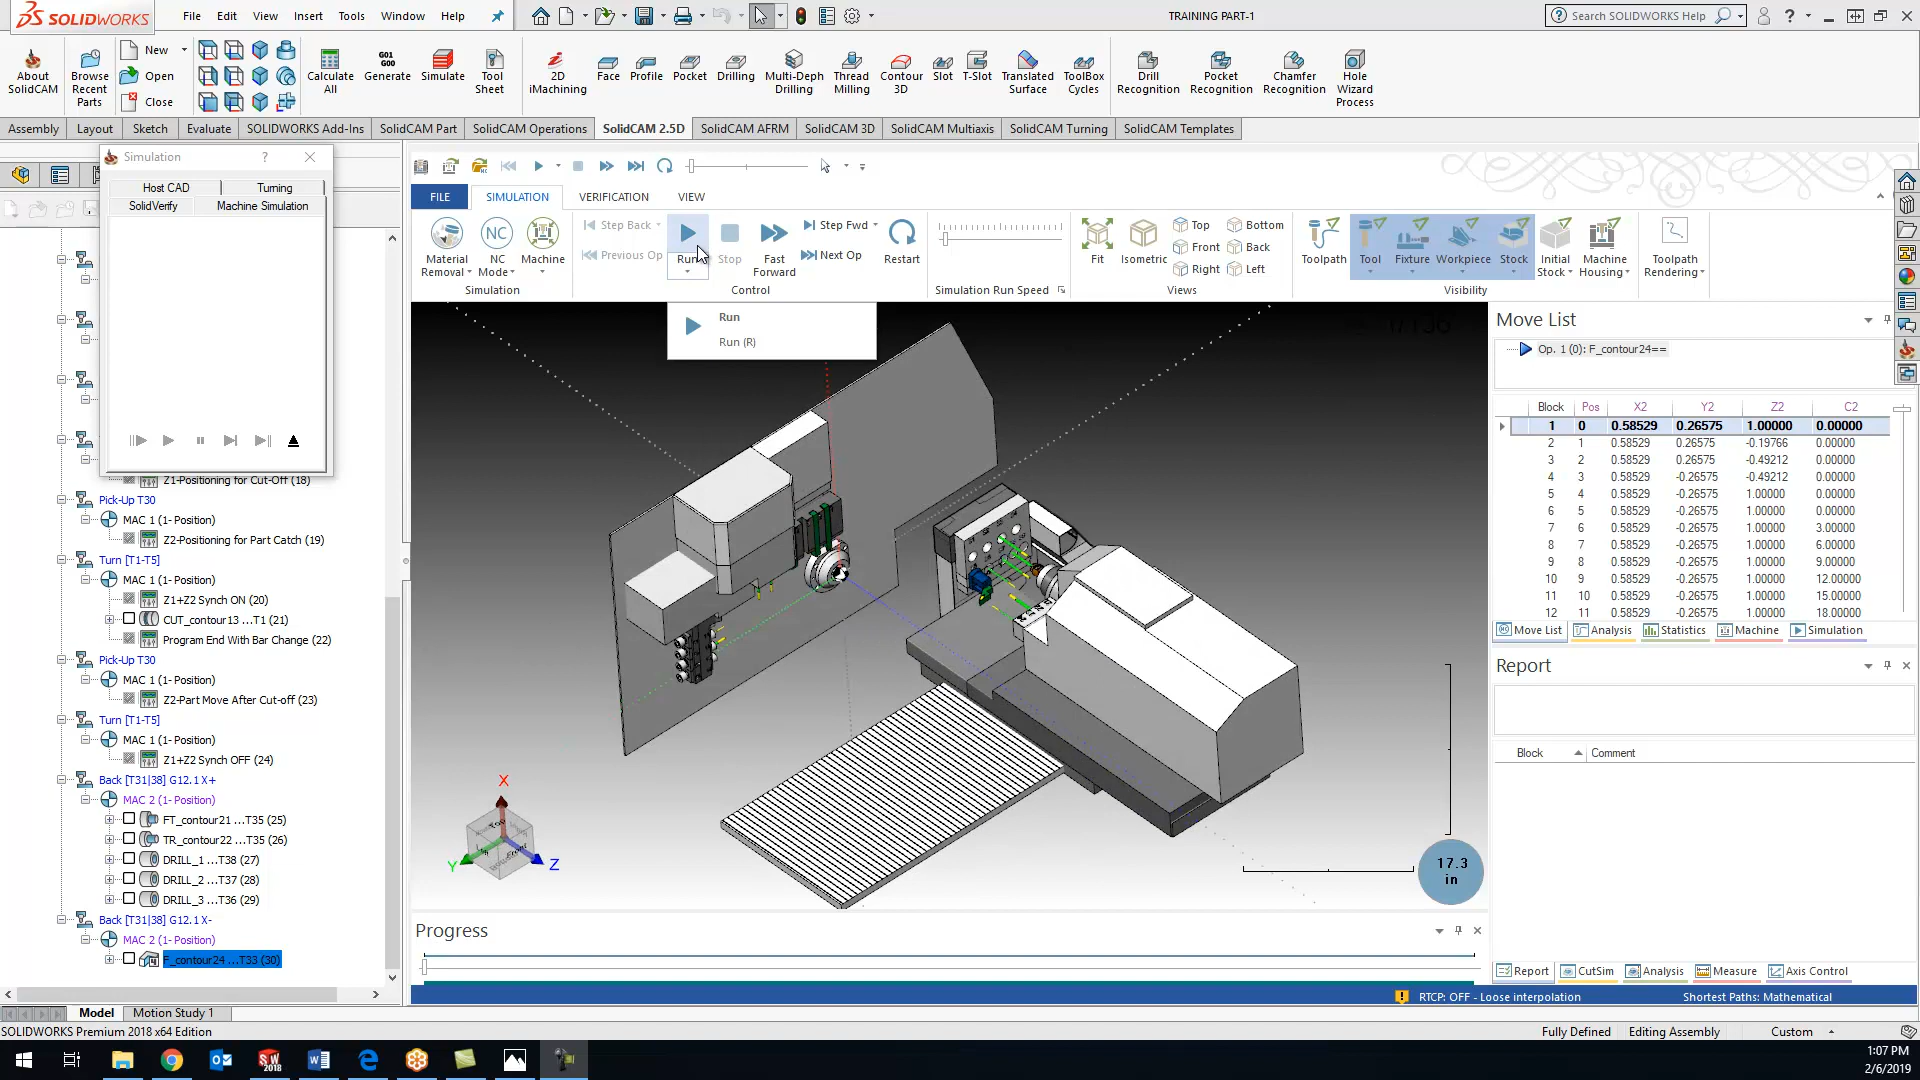 SOLIDWORKS File Edit View Insert Tools Window Help TRAINING PART-1 Search SOLIDWORKS Help
About SolidCAM
Browse Recent Parts
New
Open
Close
Calculate All
Generate
Simulate
Tool Sheet
2D iMachining
Face
Profile
Pocket
Drilling
Multi-Deph Drilling
Thread Milling
Contour 3D
Slot
T-Slot
Translated Surface
ToolBox Cycles
Drill Recognition
Pocket Recognition
Chamfer Recognition
Hole Wizard Process
Assembly Layout Sketch Evaluate SOLIDWORKS Add-Ins SolidCAM Part SolidCAM Operations SolidCAM 2.5D SolidCAM AFRM SolidCAM 3D SolidCAM Multiaxis SolidCAM Turning SolidCAM Templates
Simulation
Host CAD Turning
SolidVerify Machine Simulation
Z1-Positioning for Cut-Off (18)
Pick-Up T30
MAC 1 (1- Position)
Z2-Positioning for Part Catch (19)
Turn [T1-T5]
MAC 1 (1- Position)
Z1+Z2 Synch ON (20)
CUT_contour13 ...T1 (21)
Program End With Bar Change (22)
Pick-Up T30
MAC 1 (1- Position)
Z2-Part Move After Cut-off (23)
Turn [T1-T5]
MAC 1 (1- Position)
Z1+Z2 Synch OFF (24)
Back [T31|38] G12.1 X+
MAC 2 (1- Position)
FT_contour21 ...T35 (25)
TR_contour22 ...T35 (26)
DRILL_1 ...T38 (27)
DRILL_2 ...T37 (28)
DRILL_3 ...T36 (29)
Back [T31|38] G12.1 X-
MAC 2 (1- Position)
F_contour24 ...T33 (30)
FILE SIMULATION VERIFICATION VIEW
Material Removal
NC Mode
Machine
Simulation
Step Back
Previous Op
Run
Stop
Fast Forward
Step Fwd
Next Op
Restart
Control
Simulation Run Speed
Fit
Isometric
Top
Front
Right
Bottom
Back
Left
Views
Toolpath
Tool
Fixture
Workpiece
Stock
Initial Stock
Machine Housing
Visibility
Toolpath Rendering
Run
Run (R)
X
Y
Z
17.3
in
Move List
Op. 1 (0): F_contour24==
Block Pos X2 Y2 Z2 C2
1 0 0.58529 0.26575 1.00000 0.00000
2 1 0.58529 0.26575 -0.19766 0.00000
3 2 0.58529 0.26575 -0.49212 0.00000
4 3 0.58529 -0.26575 -0.49212 0.00000
5 4 0.58529 -0.26575 1.00000 0.00000
6 5 0.58529 -0.26575 1.00000 0.00000
7 6 0.58529 -0.26575 1.00000 3.00000
8 7 0.58529 -0.26575 1.00000 6.00000
9 8 0.58529 -0.26575 1.00000 9.00000
10 9 0.58529 -0.26575 1.00000 12.00000
11 10 0.58529 -0.26575 1.00000 15.00000
12 11 0.58529 -0.26575 1.00000 18.00000
Move List Analysis Statistics Machine Simulation
Report
Block Comment
Report CutSim Analysis Measure Axis Control
Progress
RTCP: OFF - Loose interpolation Shortest Paths: Mathematical
Model Motion Study 1
SOLIDWORKS Premium 2018 x64 Edition Fully Defined Editing Assembly Custom
1:07 PM
2/6/2019